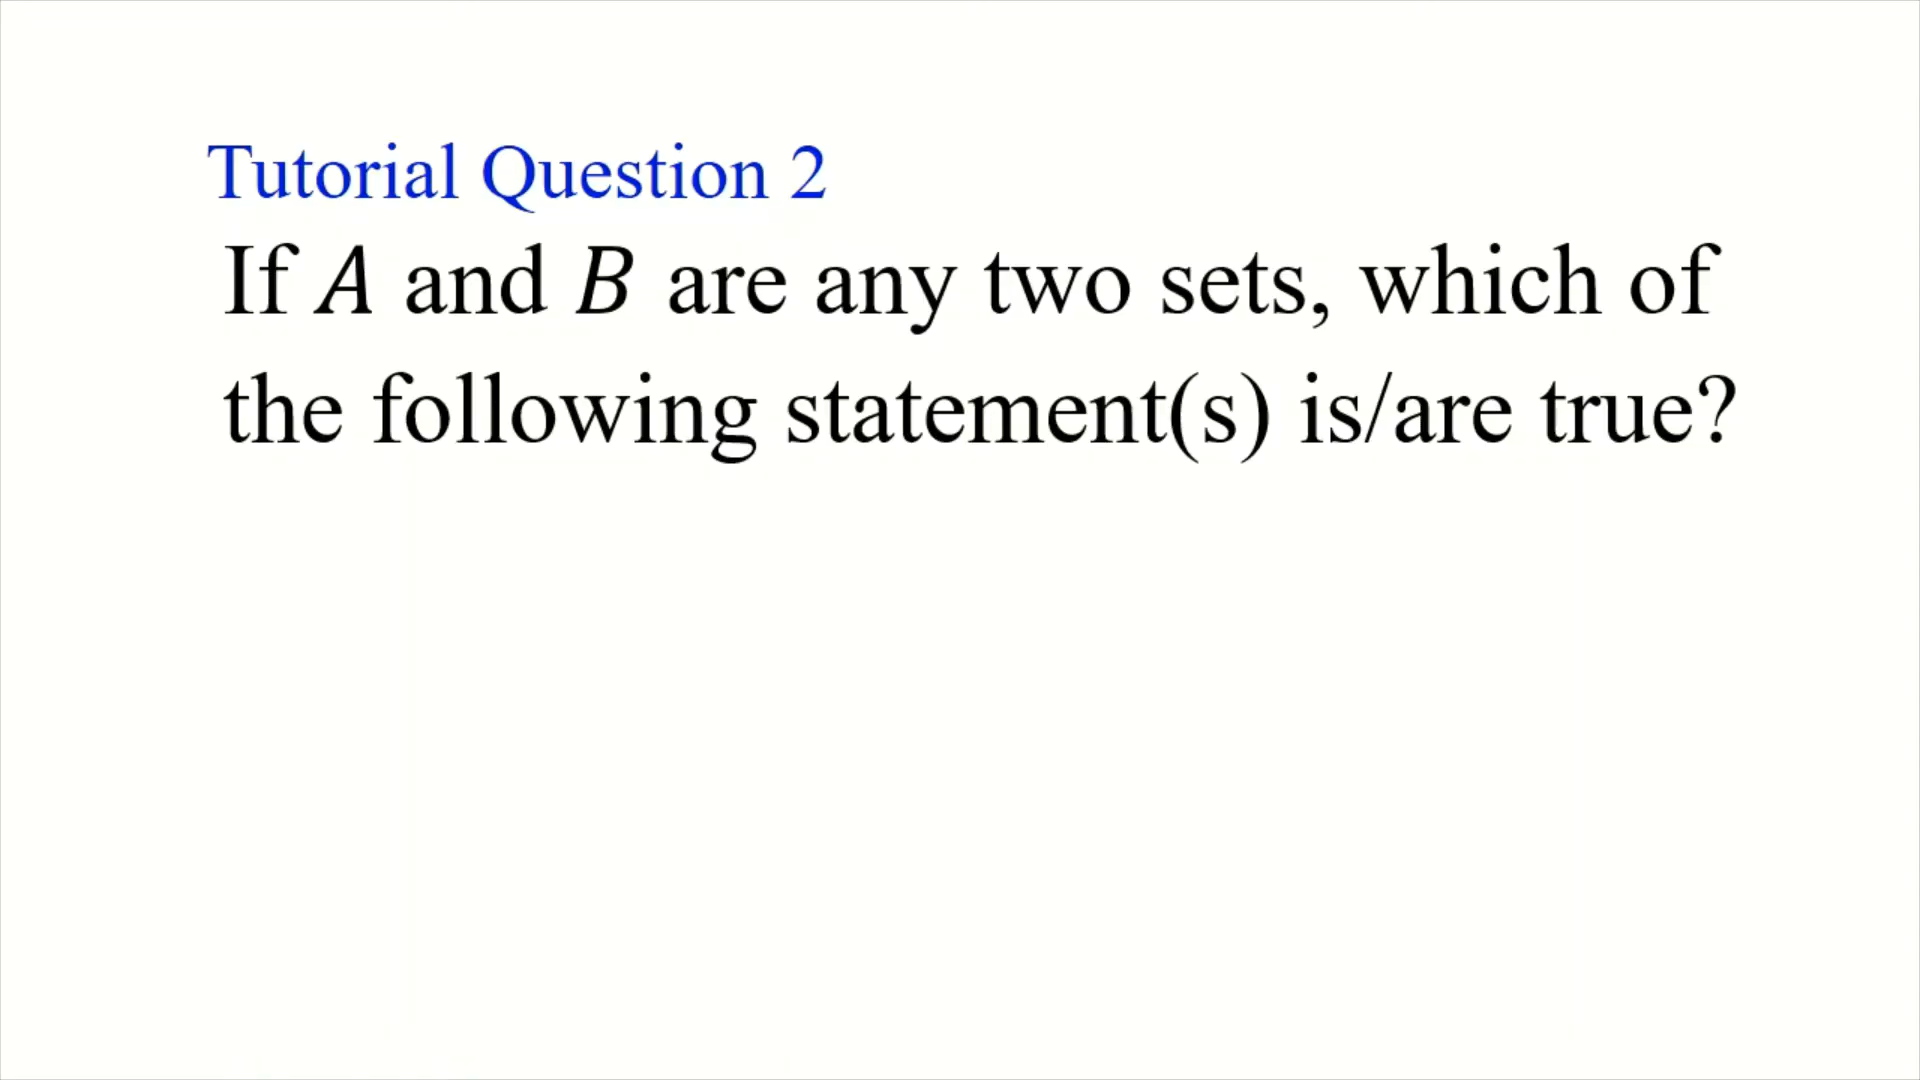 Tutorial Question 2
If A and B are any two sets, which of
the following statement(s) is/are true?